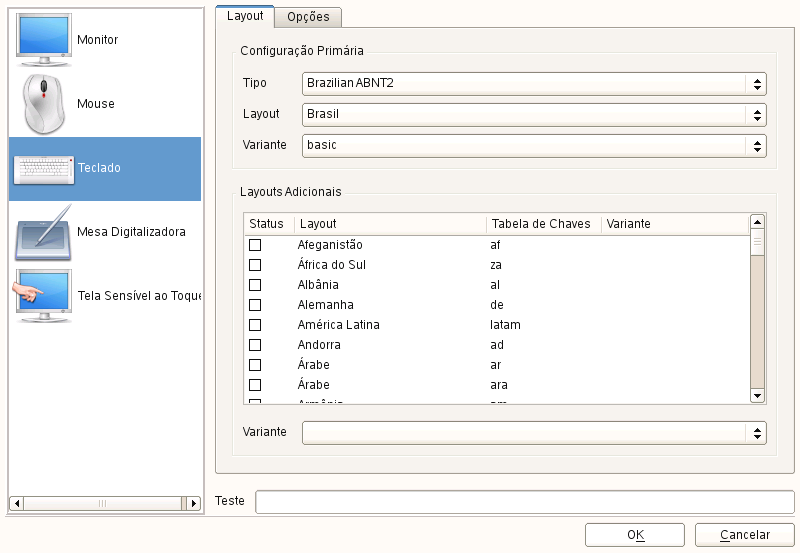 Monitor
Mouse
Teclado
Mesa Digitalizadora
Tela Sensível ao Toque
Layout Opções
Configuração Primária
Tipo Brazilian ABNT2
Layout Brasil
Variante basic
Layouts Adicionais
Status Layout Tabela de Chaves Variante
Afeganistão af
África do Sul za
Albânia al
Alemanha de
América Latina latam
Andorra ad
Árabe ar
Árabe ara
Variante
Teste
OK Cancelar